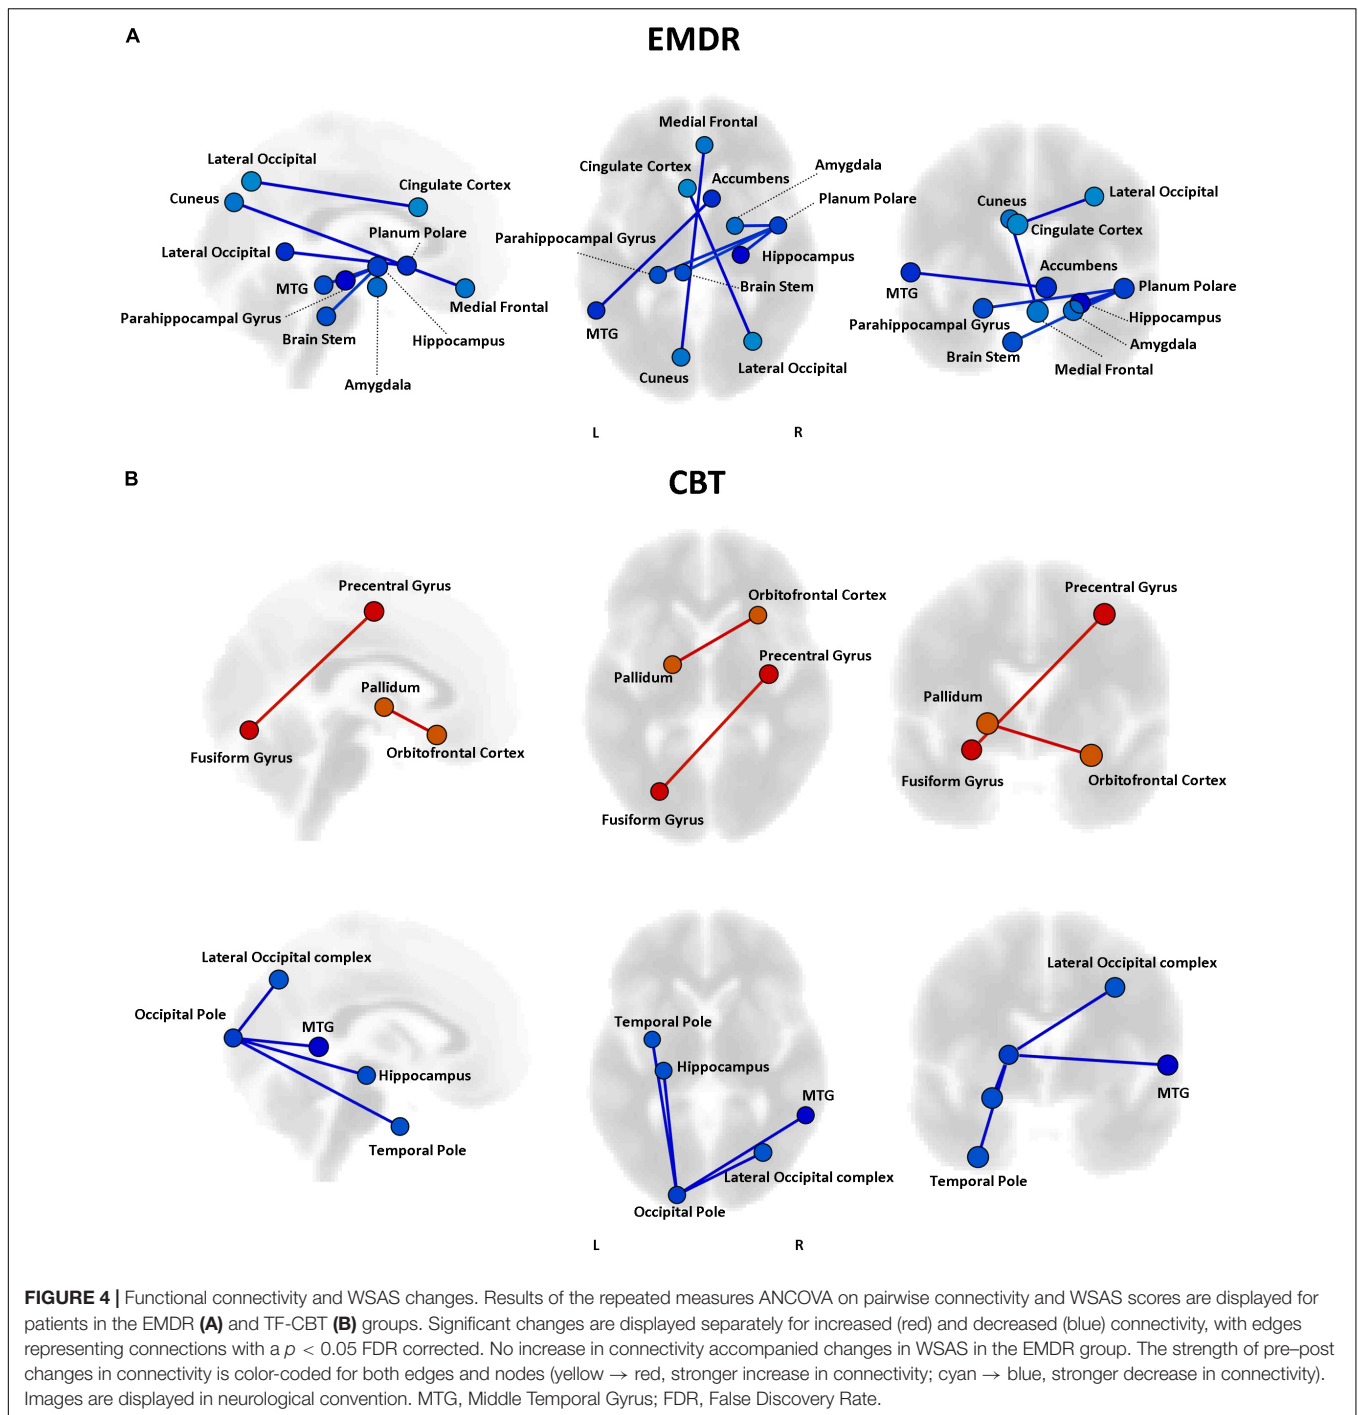 A
EMDR
Lateral Occipital
Cuneus
Cingulate Cortex
Planum Polare
Lateral Occipital
MTG
Parahippocampal Gyrus
Brain Stem
Medial Frontal
Hippocampus
Amygdala
Medial Frontal
Cingulate Cortex
Accumbens
Amygdala
Planum Polare
Parahippocampal Gyrus
Hippocampus
Brain Stem
MTG
Cuneus
Lateral Occipital
Cuneus
Lateral Occipital
Cingulate Cortex
Accumbens
MTG
Planum Polare
Parahippocampal Gyrus
Hippocampus
Brain Stem
Amygdala
Medial Frontal
L R
B
CBT
Precentral Gyrus
Pallidum
Fusiform Gyrus
Orbitofrontal Cortex
Orbitofrontal Cortex
Precentral Gyrus
Pallidum
Fusiform Gyrus
Precentral Gyrus
Pallidum
Fusiform Gyrus
Orbitofrontal Cortex
Lateral Occipital complex
Occipital Pole
MTG
Hippocampus
Temporal Pole
Temporal Pole
Hippocampus
MTG
Lateral Occipital complex
Occipital Pole
Lateral Occipital complex
MTG
Temporal Pole
L R
FIGURE 4 | Functional connectivity and WSAS changes. Results of the repeated measures ANCOVA on pairwise connectivity and WSAS scores are displayed for
patients in the EMDR (A) and TF-CBT (B) groups. Significant changes are displayed separately for increased (red) and decreased (blue) connectivity, with edges
representing connections with a p < 0.05 FDR corrected. No increase in connectivity accompanied changes in WSAS in the EMDR group. The strength of pre–post
changes in connectivity is color-coded for both edges and nodes (yellow → red, stronger increase in connectivity; cyan → blue, stronger decrease in connectivity).
Images are displayed in neurological convention. MTG, Middle Temporal Gyrus; FDR, False Discovery Rate.